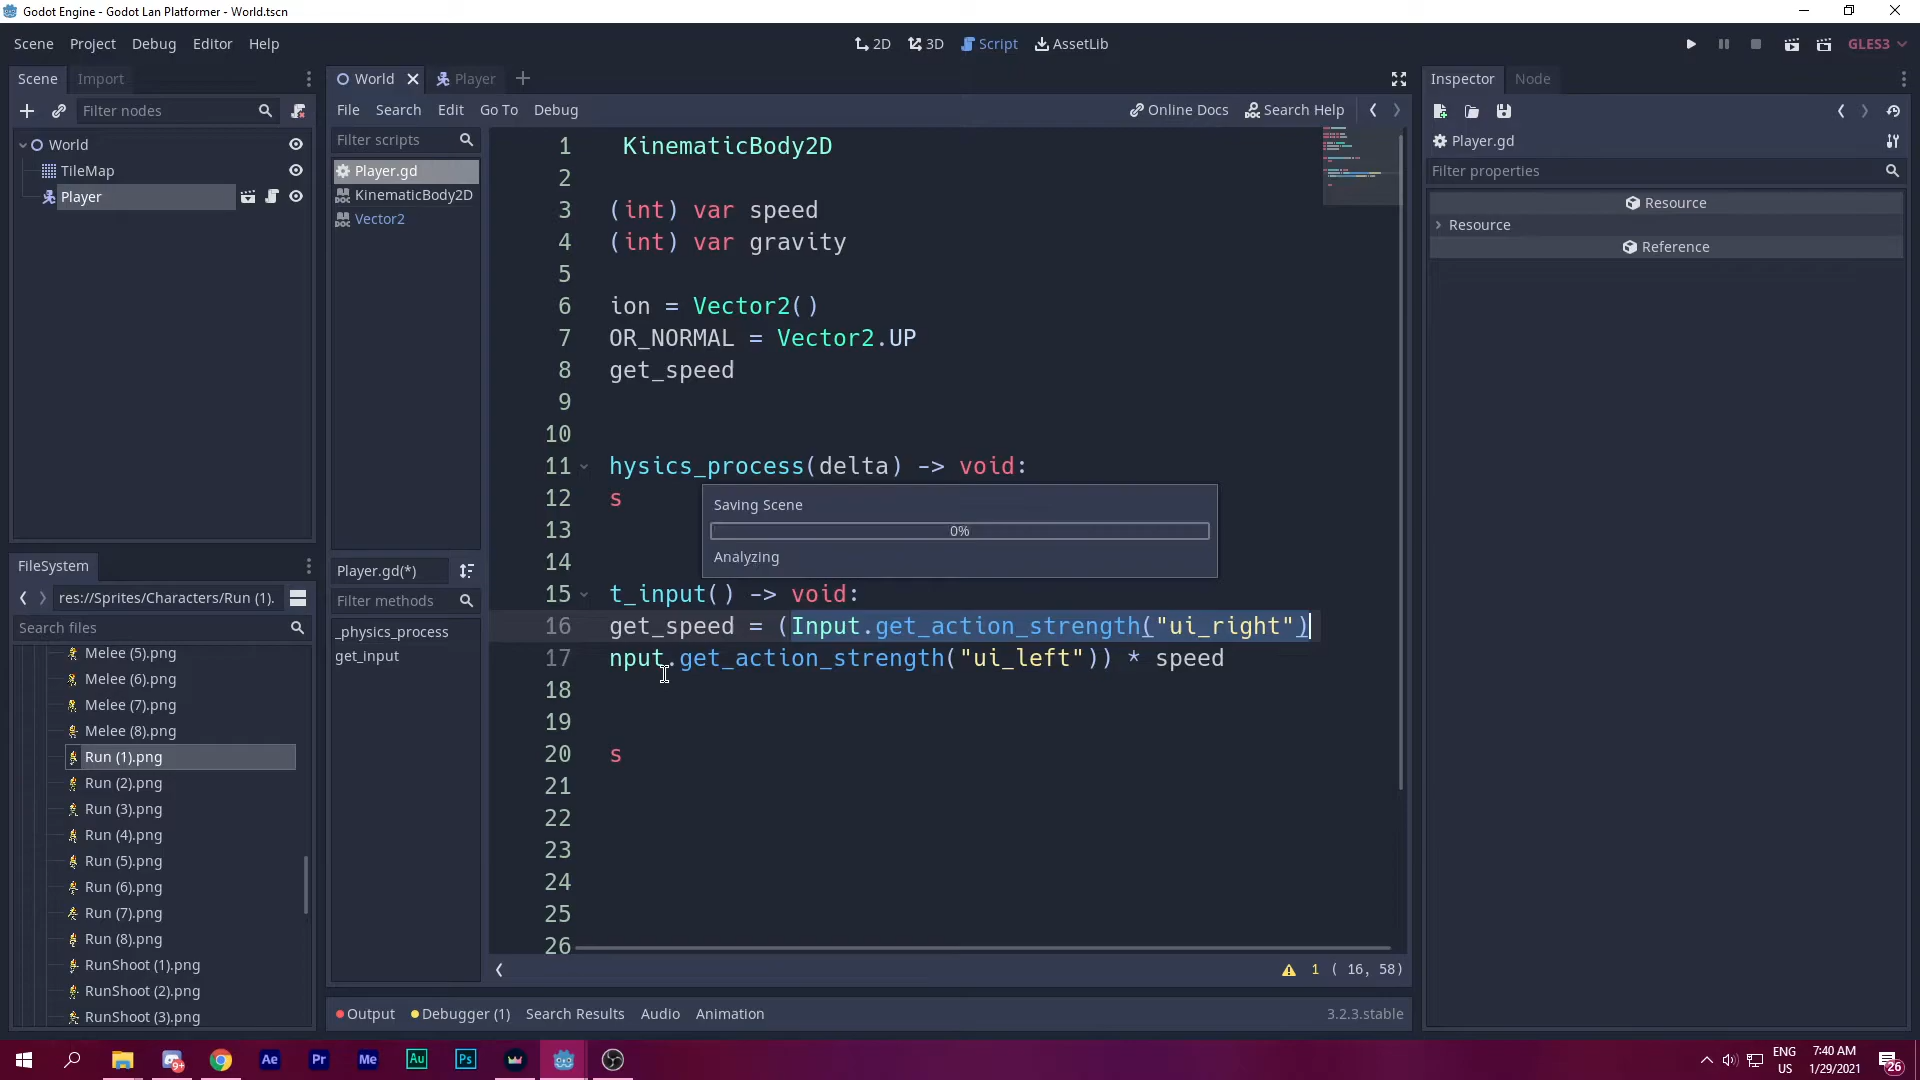 Godot Engine - Godot Lan Platformer - World.tscn
Scene Project Debug Editor Help
2D 3D Script AssetLib
GLES3
Scene Import
Filter nodes
World
TileMap
Player
FileSystem
res://Sprites/Characters/Run (1).
Search files
Melee (5).png
Melee (6).png
Melee (7).png
Melee (8).png
Run (1).png
Run (2).png
Run (3).png
Run (4).png
Run (5).png
Run (6).png
Run (7).png
Run (8).png
RunShoot (1).png
RunShoot (2).png
RunShoot (3).png
World Player
File Search Edit Go To Debug
Online Docs Search Help
Filter scripts
Player.gd
KinematicBody2D
Vector2
Player.gd(*)
Filter methods
_physics_process
get_input
1 KinematicBody2D
2
3 (int) var speed
4 (int) var gravity
5
6 ion = Vector2()
7 OR_NORMAL = Vector2.UP
8 get_speed
9
10
11 hysics_process(delta) -> void:
12 s
13
14
15 t_input() -> void:
16 get_speed = (Input.get_action_strength("ui_right")
17 nput.get_action_strength("ui_left")) * speed
18
19
20 s
21
22
23
24
25
26
Saving Scene
0%
Analyzing
1 ( 16, 58)
Output Debugger (1) Search Results Audio Animation
3.2.3.stable
Inspector Node
Player.gd
Filter properties
Resource
Resource
Reference
9+ Ae Pr Me Au Ps
ENG
US
7:40 AM
1/29/2021
26